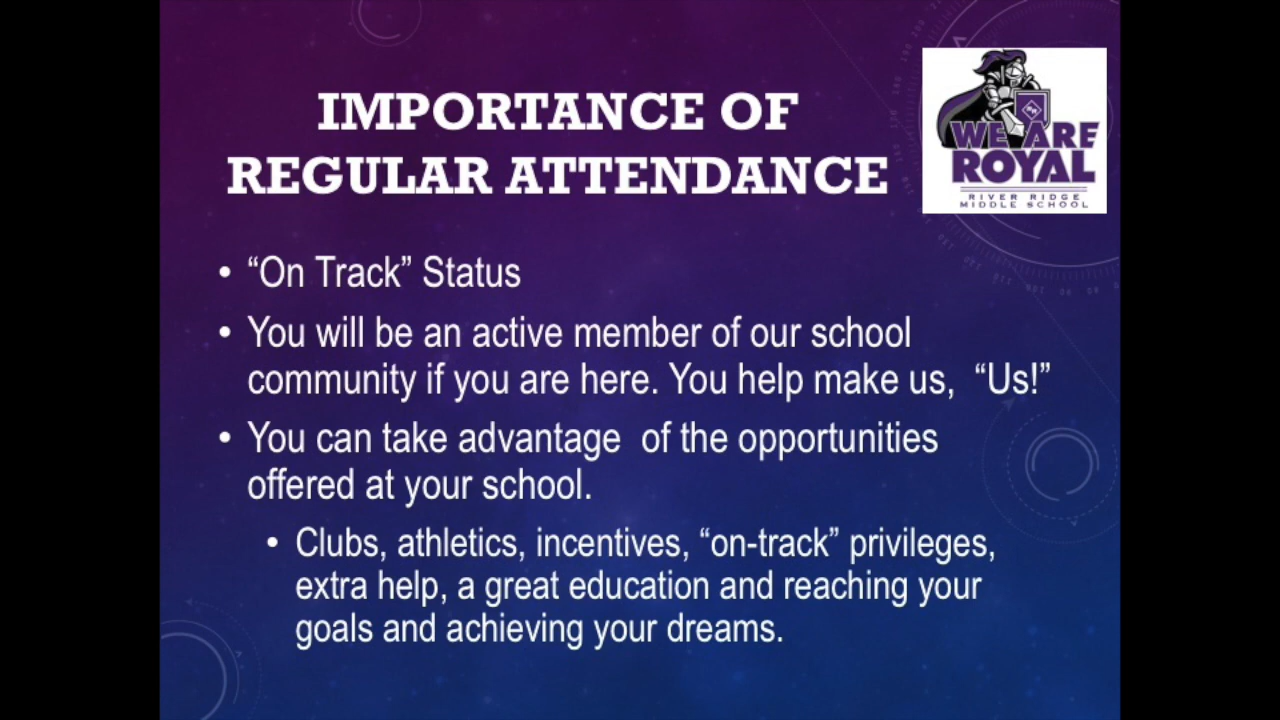 IMPORTANCE OF
REGULAR ATTENDANCE
WE ARE
ROYAL
RIVER RIDGE
MIDDLE SCHOOL
• “On Track” Status
• You will be an active member of our school
community if you are here. You help make us, “Us!”
• You can take advantage of the opportunities
offered at your school.
• Clubs, athletics, incentives, “on-track” privileges,
extra help, a great education and reaching your
goals and achieving your dreams.